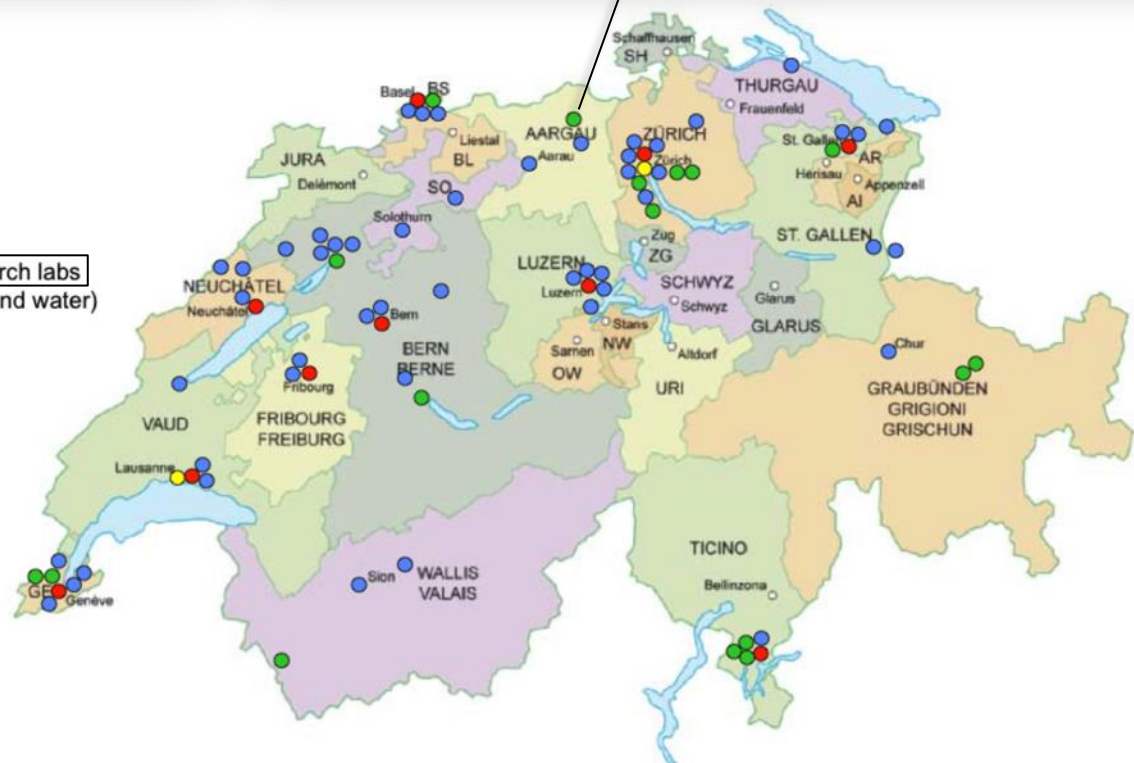 Schaffhausen
SH
THURGAU
Frauenfeld
Basel BS
Liestal
BL
AARGAU
Aarau
ZÜRICH
Zürich
St. Gallen
AR
Herisau
Appenzell
AI
JURA
Delémont
SO
Solothurn
ST. GALLEN
Zug
ZG
LUZERN
Luzern
SCHWYZ
Schwyz
Glarus
GLARUS
rch labs
nd water)
NEUCHÂTEL
Neuchâtel
Bern
BERN
BERNE
Stans
NW
Sarnen
OW
Altdorf
URI
Chur
GRAUBÜNDEN
GRIGIONI
GRISCHUN
Fribourg
FRIBOURG
FREIBURG
VAUD
Lausanne
TICINO
Bellinzona
Sion
WALLIS
VALAIS
GE
Genève